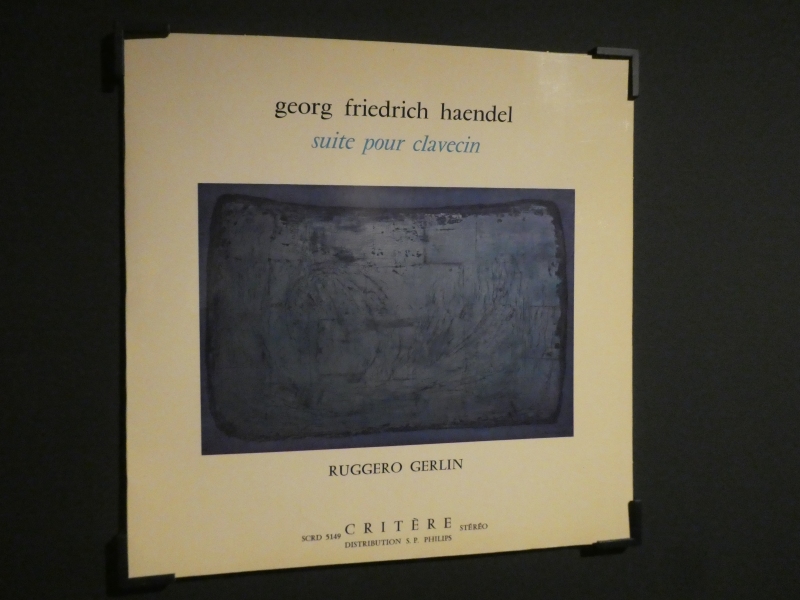 georg friedrich haendel
suite pour clavecin
RUGGERO GERLIN
SCRD 5149 CRITÈRE STÉRÉO
DISTRIBUTION S. P. PHILIPS